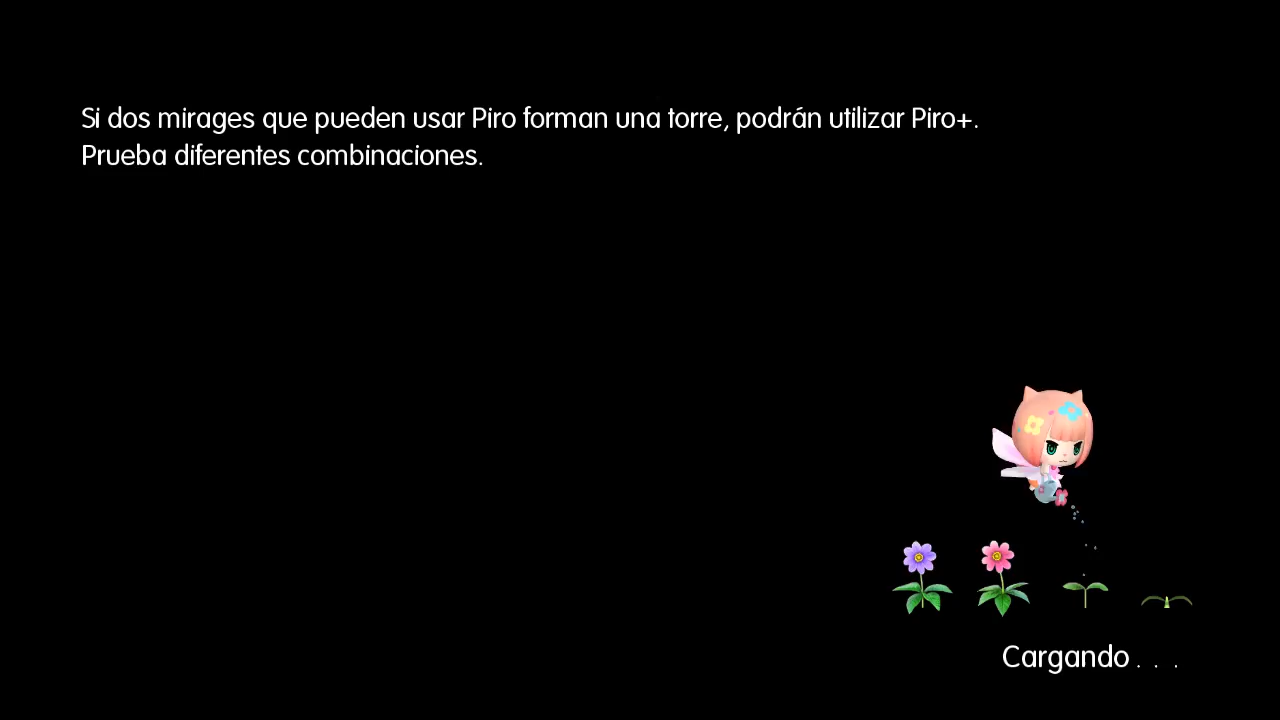 Si dos mirages que pueden usar Piro forman una torre, podrán utilizar Piro+.
Prueba diferentes combinaciones.
Cargando . . .